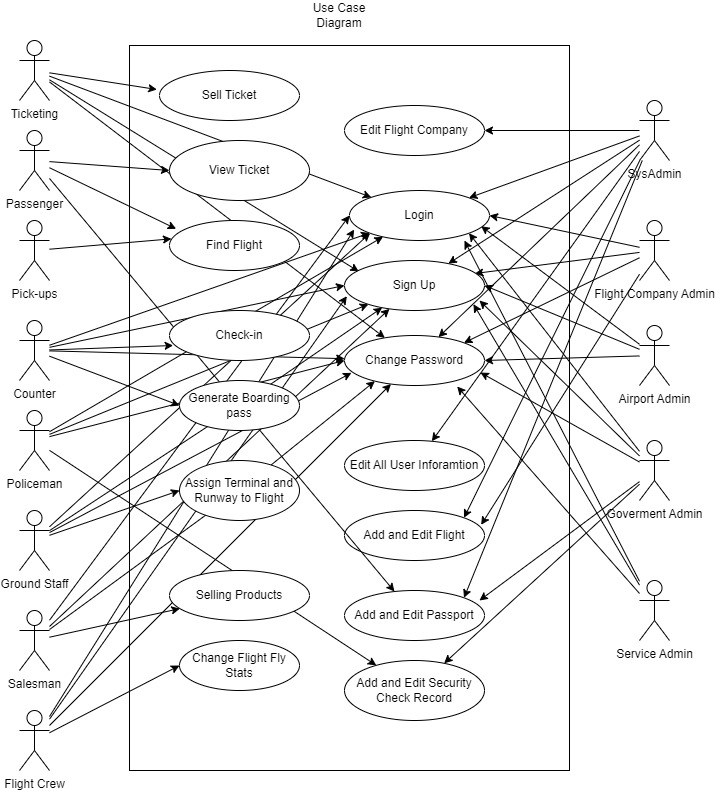 Use Case
Diagram
Ticketing
Passenger
Pick-ups
Counter
Policeman
Ground Staff
Salesman
Flight Crew
Sell Ticket
View Ticket
Find Flight
Check-in
Generate Boarding
pass
Assign Terminal and
Runway to Flight
Selling Products
Change Flight Fly
Stats
Edit Flight Company
Login
Sign Up
Change Password
Edit All User Inforamtion
Add and Edit Flight
Add and Edit Passport
Add and Edit Security
Check Record
SysAdmin
Flight Company Admin
Airport Admin
Goverment Admin
Service Admin